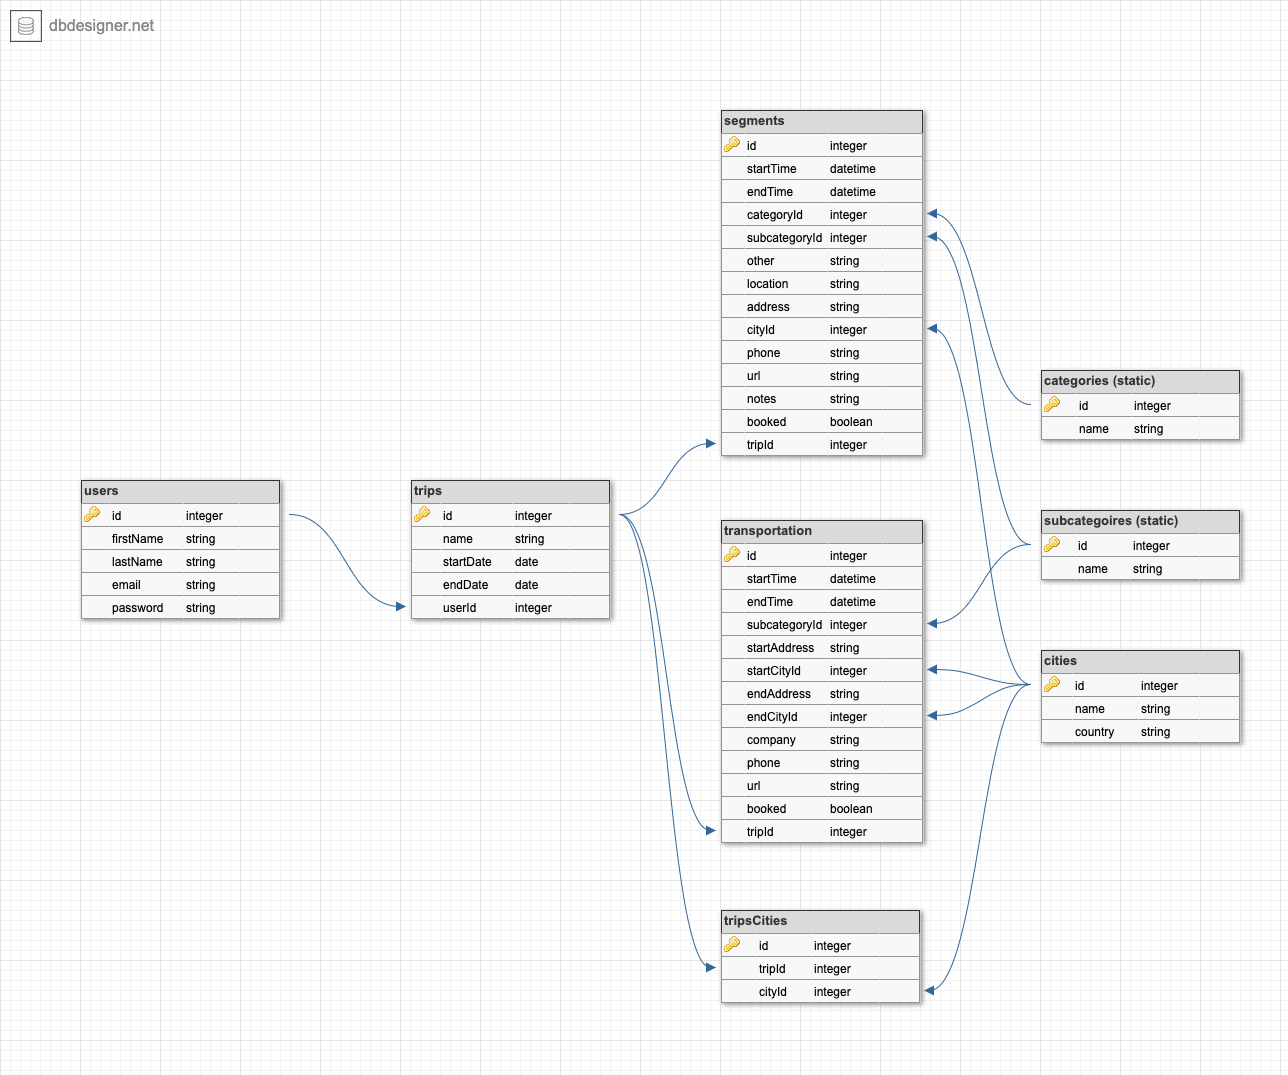 dbdesigner.net
segments
id integer
startTime datetime
endTime datetime
categoryId integer
subcategoryId integer
other string
location string
address string
cityId integer
phone string
url string
notes string
booked boolean
tripId integer
categories (static)
id integer
name string
users
id integer
firstName string
lastName string
email string
password string
trips
id integer
name string
startDate date
endDate date
userId integer
transportation
id integer
startTime datetime
endTime datetime
subcategoryId integer
startAddress string
startCityId integer
endAddress string
endCityId integer
company string
phone string
url string
booked boolean
tripId integer
subcategoires (static)
id integer
name string
cities
id integer
name string
country string
tripsCities
id integer
tripId integer
cityId integer